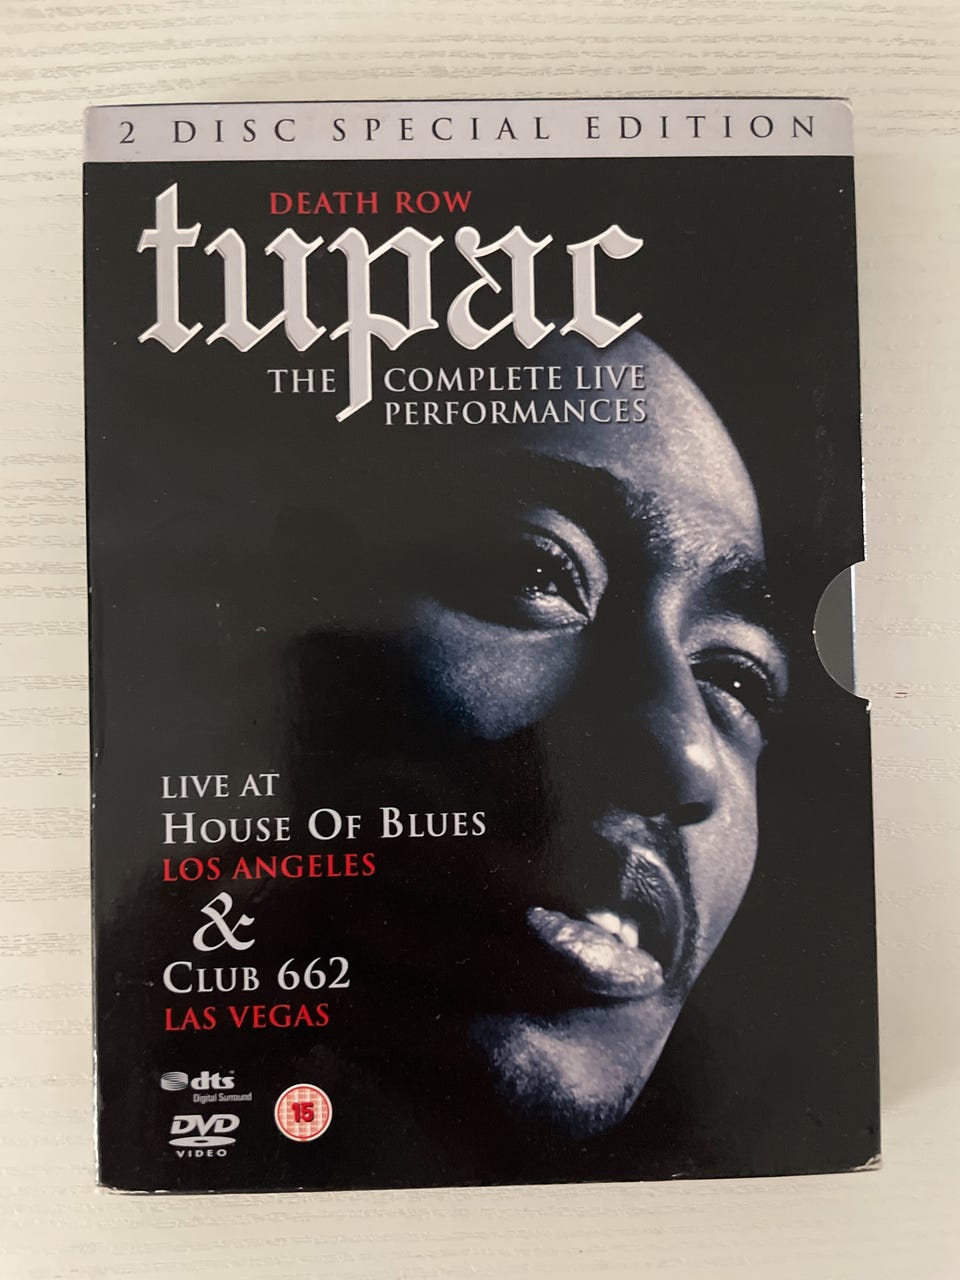 2 DISC SPECIAL EDITION
DEATH ROW
tupac
THE COMPLETE LIVE
PERFORMANCES
LIVE AT
HOUSE OF BLUES
LOS ANGELES
&
CLUB 662
LAS VEGAS
dts
Digital Surround
DVD
VIDEO
15